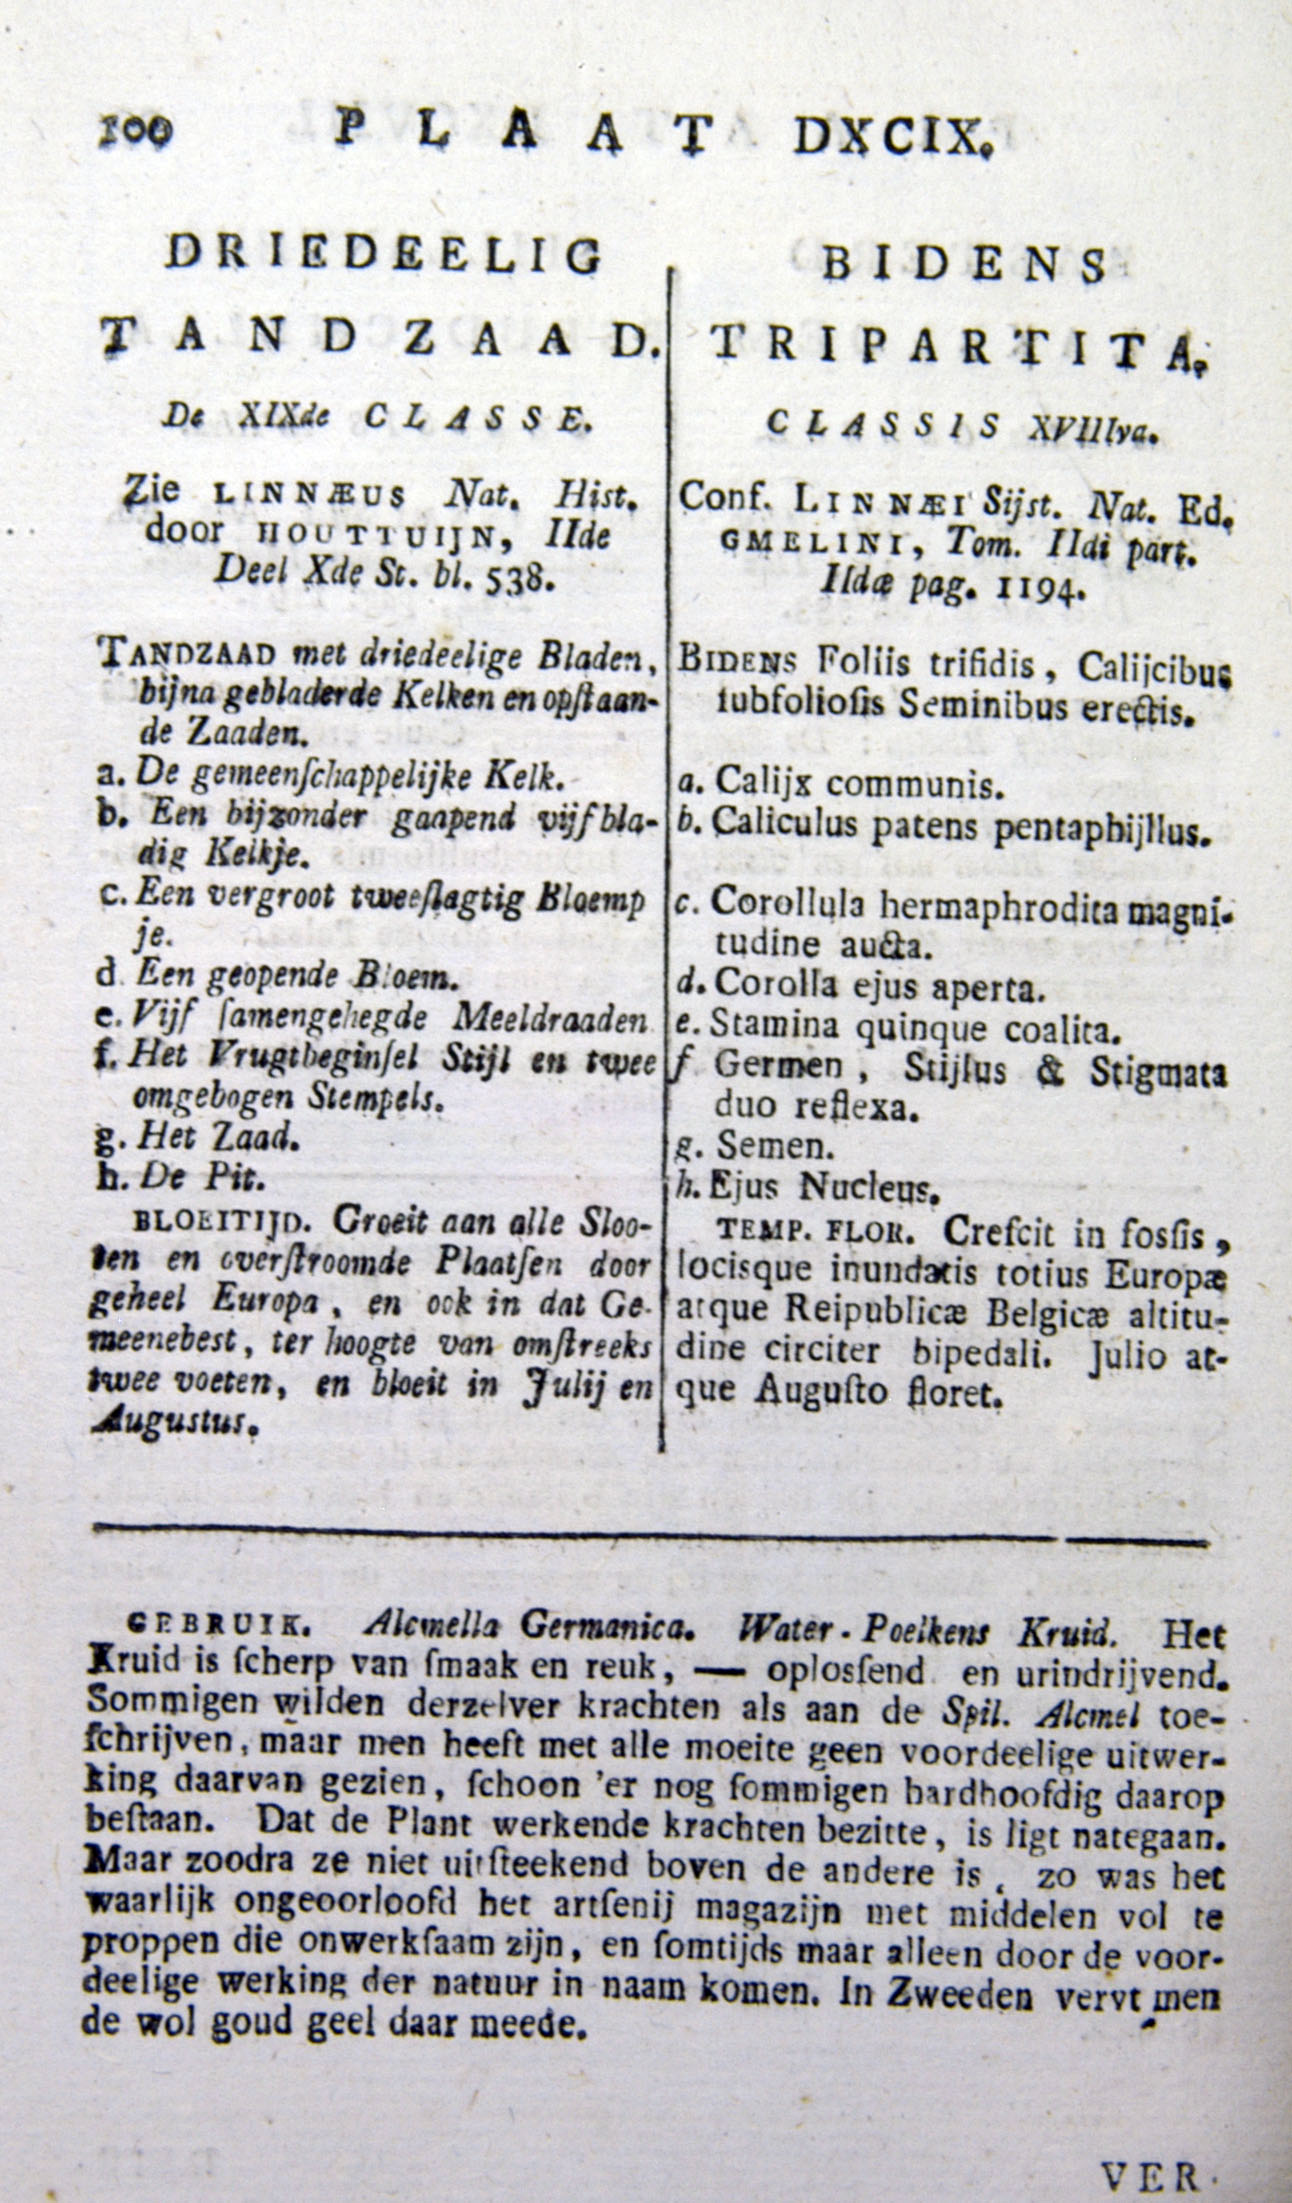 100 PLAAT DXCIX.
DRIEDEELIG
TANDZAAD.
De XIXde CLASSE.
Zie LINNÆUS Nat. Hist.
door HOUTTUIJN, IIde
Deel Xde St. bl. 538.
TANDZAAD met driedeelige Bladen,
bijna gebladerde Kelken en opſtaan-
de Zaaden.
a. De gemeenſchappelijke Kelk.
b. Een bijzonder gaapend vijfbla-
dig Kelkje.
c. Een vergroot tweeſlagtig Bloemp
je.
d. Een geopende Bloem.
e. Vijf ſamengehegde Meeldraaden
f. Het Vrugtbeginſel Stijl en twee
omgebogen Stempels.
g. Het Zaad.
h. De Pit.
BLOEITIJD. Groeit aan alle Sloo-
ten en overſtroomde Plaatſen door
geheel Europa, en ook in dat Ge-
meenebest, ter hoogte van omſtreeks
twee voeten, en bloeit in Julij en
Augustus.
BIDENS
TRIPARTITA.
CLASSIS XVIIIva.
Conf. LINNÆI Sijst. Nat. Ed.
GMELINI, Tom. IIdi part.
IIdæ pag. 1194.
BIDENS Foliis trifidis, Calijcibus
ſubfolioſis Seminibus erectis.
a. Calijx communis.
b. Caliculus patens pentaphijllus.
c. Corollula hermaphrodita magni-
tudine aucta.
d. Corolla ejus aperta.
e. Stamina quinque coalita.
f Germen, Stijlus & Stigmata
duo reflexa.
g. Semen.
h. Ejus Nucleus.
TEMP. FLOR. Creſcit in foſſis,
locisque inundatis totius Europæ
atque Reipublicæ Belgicæ altitu-
dine circiter bipedali. Julio at-
que Auguſto floret.
GEBRUIK. Alcmella Germanica. Water-Poelkens Kruid. Het
Kruid is ſcherp van ſmaak en reuk, — oplosſend en urindrijvend.
Sommigen wilden derzelver krachten als aan de Spil. Alcmel toe-
ſchrijven, maar men heeft met alle moeite geen voordeelige uitwer-
king daarvan gezien, ſchoon 'er nog ſommigen hardhoofdig daarop
beſtaan. Dat de Plant werkende krachten bezitte, is ligt nategaan.
Maar zoodra ze niet uitſteekend boven de andere is, zo was het
waarlijk ongeoorloofd het artſenij magazijn met middelen vol te
proppen die onwerkſaam zijn, en ſomtijds maar alleen door de voor-
deelige werking der natuur in naam komen. In Zweeden vervt men
de wol goud geel daar meede.
VER-